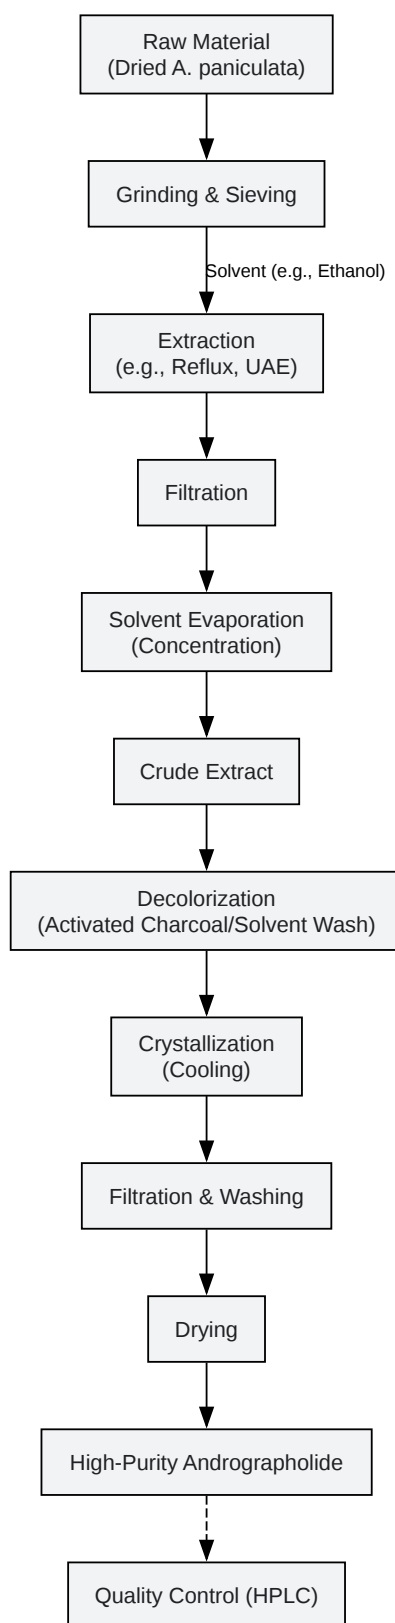 Raw Material
(Dried A. paniculata)
Grinding & Sieving
Solvent (e.g., Ethanol)
Extraction
(e.g., Reflux, UAE)
Filtration
Solvent Evaporation
(Concentration)
Crude Extract
Decolorization
(Activated Charcoal/Solvent Wash)
Crystallization
(Cooling)
Filtration & Washing
Drying
High-Purity Andrographolide
Quality Control (HPLC)